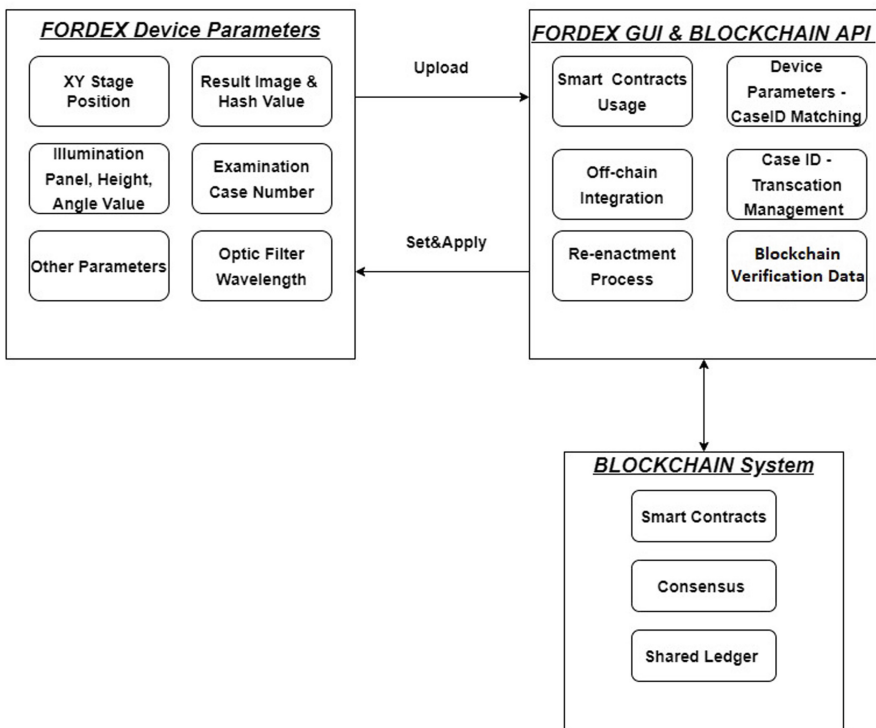 FORDEX Device Parameters
XY Stage
Position
Result Image &
Hash Value
Illumination
Panel, Height,
Angle Value
Examination
Case Number
Other Parameters
Optic Filter
Wavelength
Upload
Set&Apply
FORDEX GUI & BLOCKCHAIN API
Smart Contracts
Usage
Device
Parameters -
CaseID Matching
Off-chain
Integration
Case ID -
Transcation
Management
Re-enactment
Process
Blockchain
Verification Data
BLOCKCHAIN System
Smart Contracts
Consensus
Shared Ledger